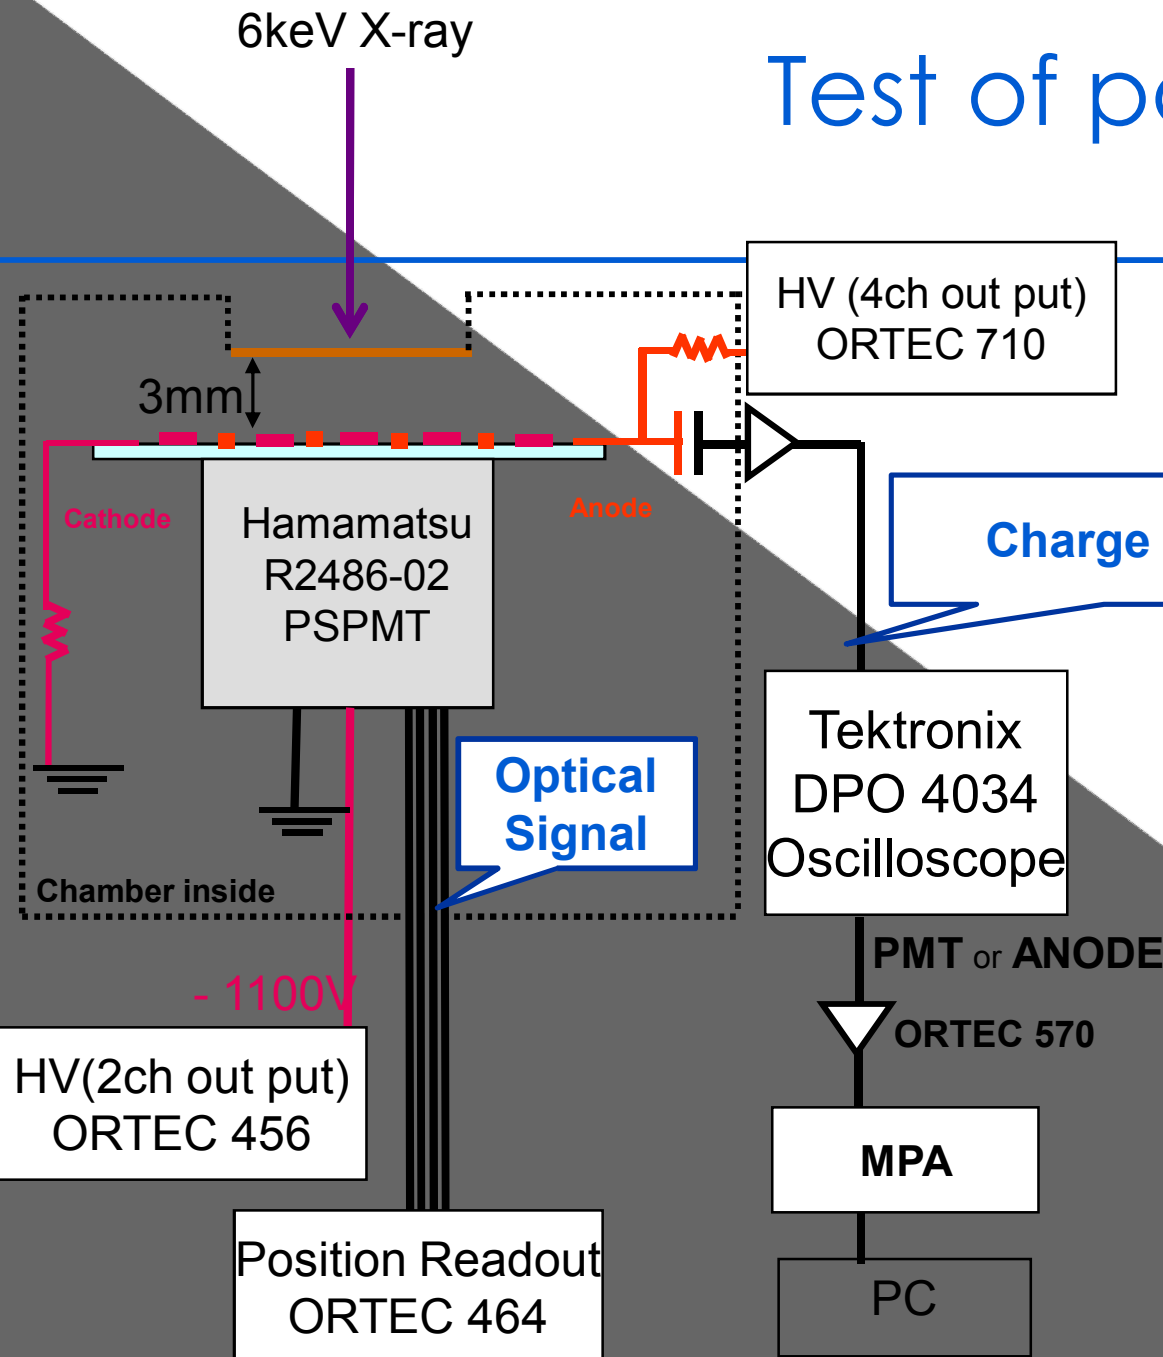 6keV X-ray
Test of
HV (4ch out put)
ORTEC 710
3mm
Cathode
Anode
Hamamatsu
R2486-02
PSPMT
Charge
Optical
Signal
Tektronix
DPO 4034
Oscilloscope
Chamber inside
PMT or ANODE
- 1100V
ORTEC 570
HV(2ch out put)
ORTEC 456
MPA
Position Readout
ORTEC 464
PC